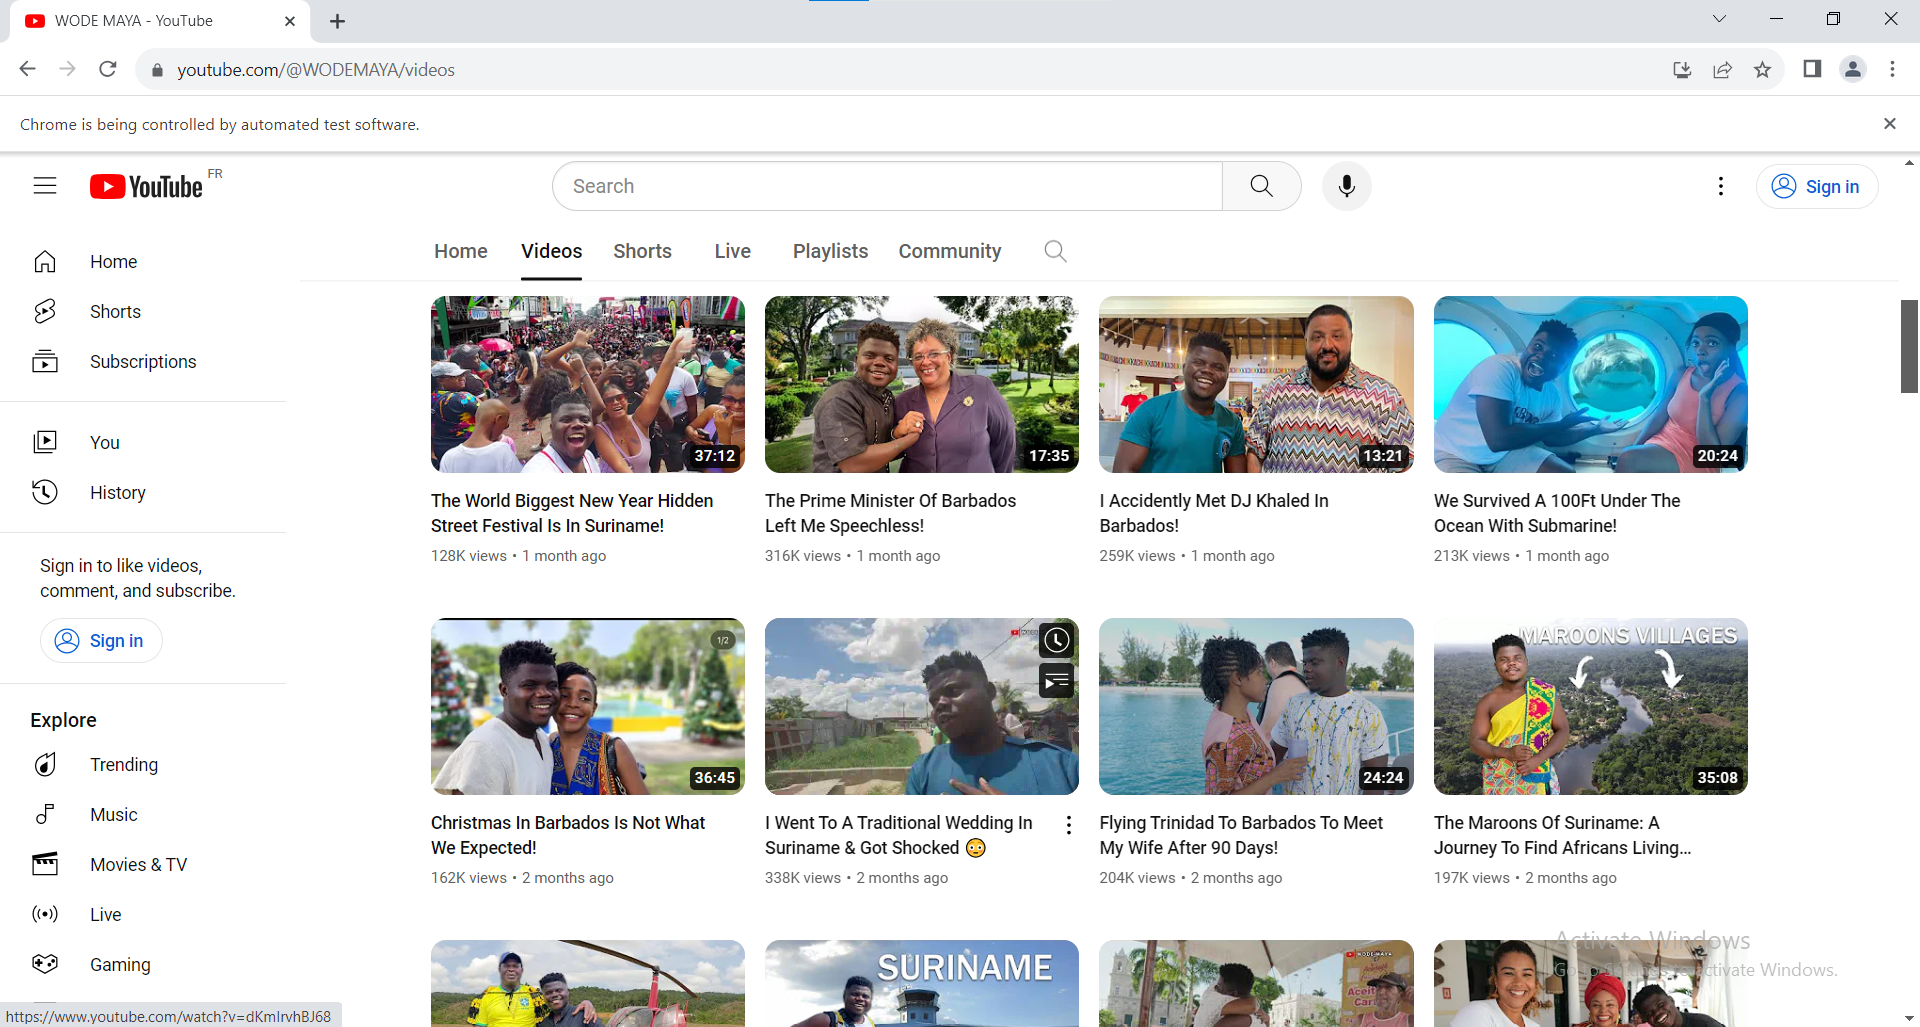 WODE MAYA - YouTube
youtube.com/@WODEMAYA/videos
Chrome is being controlled by automated test software.
YouTube FR
Search
Sign in
Home
Videos
Shorts
Live
Playlists
Community
Home
Shorts
Subscriptions
You
History
Sign in to like videos,
comment, and subscribe.
Sign in
Explore
Trending
Music
Movies & TV
Live
Gaming
37:12
The World Biggest New Year Hidden
Street Festival Is In Suriname!
128K views • 1 month ago
17:35
The Prime Minister Of Barbados
Left Me Speechless!
316K views • 1 month ago
13:21
I Accidently Met DJ Khaled In
Barbados!
259K views • 1 month ago
20:24
We Survived A 100Ft Under The
Ocean With Submarine!
213K views • 1 month ago
1/2
36:45
Christmas In Barbados Is Not What
We Expected!
162K views • 2 months ago
I Went To A Traditional Wedding In
Suriname & Got Shocked 😳
338K views • 2 months ago
24:24
Flying Trinidad To Barbados To Meet
My Wife After 90 Days!
204K views • 2 months ago
MAROONS VILLAGES
35:08
The Maroons Of Suriname: A
Journey To Find Africans Living...
197K views • 2 months ago
SURINAME
WODE MAYA
Activate Windows
Go to Settings to activate Windows.
https://www.youtube.com/watch?v=dKmIrvhBJ68